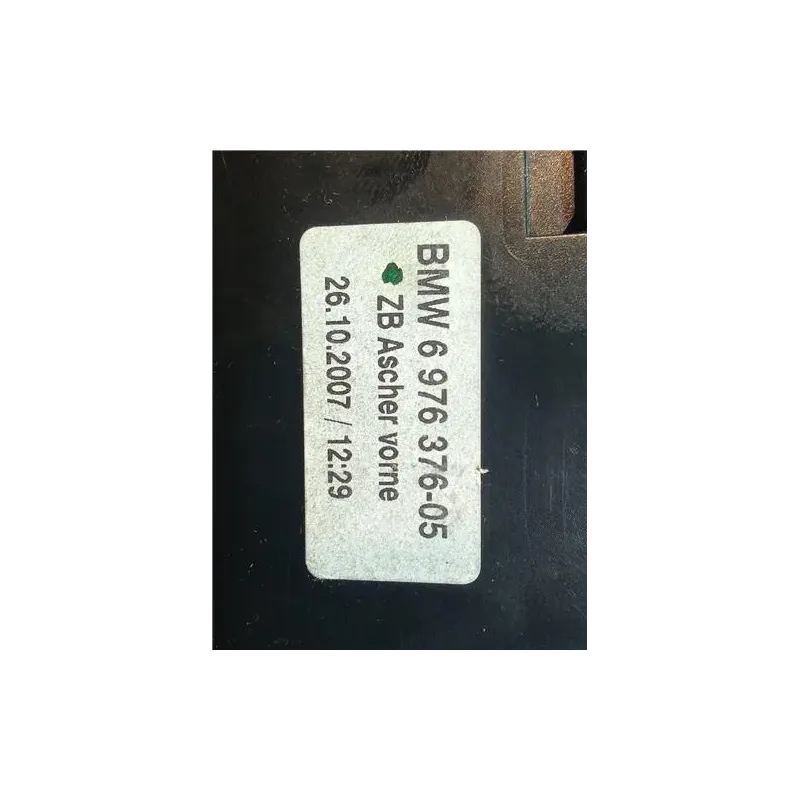 BMW 6 976 376-05
ZB Ascher vorne
26.10.2007 / 12:29